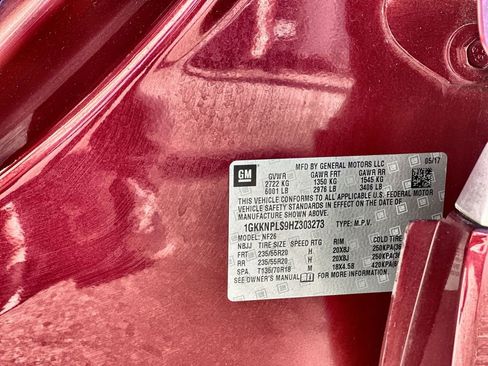 GM
MFD BY GENERAL MOTORS LLC 05/17
GVWR GAWR FRT GAWR RR
2722 KG 1350 KG 1545 KG
6001 LB 2976 LB 3406 LB
THIS VEHICLE CONFORMS TO ALL APPLICABLE U.S. FEDERAL MOTOR
VEHICLE SAFETY STANDARDS IN EFFECT ON THE DATE OF
MANUFACTURE SHOWN ABOVE.
1GKKNPLS9HZ303273 TYPE: M.P.V.
MODEL: NF26
NBJJ TIRE SIZE SPEED RTG RIM COLD TIRE
FRT 235/55R20 H 20X8J 250KPA(36
RR 235/55R20 H 20X8J 250KPA(36
SPA T135/70R18 M 18X4.5B 420KPA(
SEE OWNER'S MANUAL FOR MORE INFORMATION.